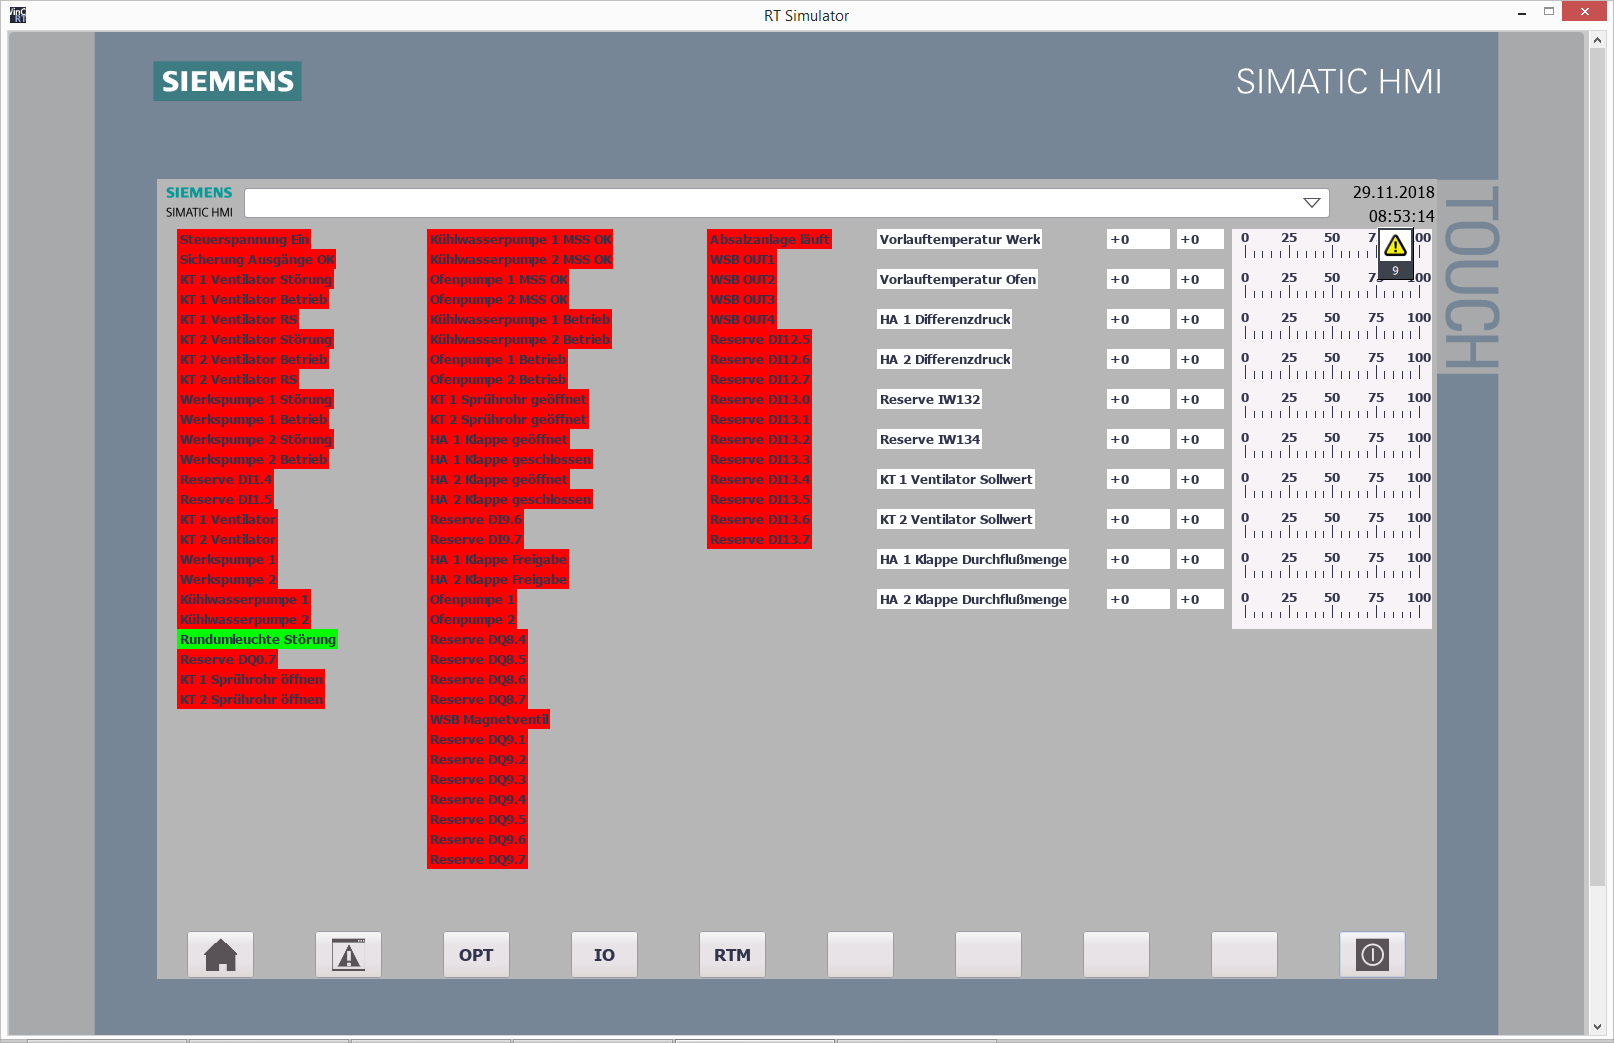 RT Simulator
SIEMENS
SIMATIC HMI
TOUCH
SIEMENS
SIMATIC HMI
29.11.2018
08:53:14
Steuerspannung Ein
Sicherung Ausgänge OK
KT 1 Ventilator Störung
KT 1 Ventilator Betrieb
KT 1 Ventilator RS
KT 2 Ventilator Störung
KT 2 Ventilator Betrieb
KT 2 Ventilator RS
Werkspumpe 1 Störung
Werkspumpe 1 Betrieb
Werkspumpe 2 Störung
Werkspumpe 2 Betrieb
Reserve DI1.4
Reserve DI1.5
KT 1 Ventilator
KT 2 Ventilator
Werkspumpe 1
Werkspumpe 2
Kühlwasserpumpe 1
Kühlwasserpumpe 2
Rundumleuchte Störung
Reserve DQ0.7
KT 1 Sprührohr öffnen
KT 2 Sprührohr öffnen
Kühlwasserpumpe 1 MSS OK
Kühlwasserpumpe 2 MSS OK
Ofenpumpe 1 MSS OK
Ofenpumpe 2 MSS OK
Kühlwasserpumpe 1 Betrieb
Kühlwasserpumpe 2 Betrieb
Ofenpumpe 1 Betrieb
Ofenpumpe 2 Betrieb
KT 1 Sprührohr geöffnet
KT 2 Sprührohr geöffnet
HA 1 Klappe geöffnet
HA 1 Klappe geschlossen
HA 2 Klappe geöffnet
HA 2 Klappe geschlossen
Reserve DI9.6
Reserve DI9.7
HA 1 Klappe Freigabe
HA 2 Klappe Freigabe
Ofenpumpe 1
Ofenpumpe 2
Reserve DQ8.4
Reserve DQ8.5
Reserve DQ8.6
Reserve DQ8.7
WSB Magnetventil
Reserve DQ9.1
Reserve DQ9.2
Reserve DQ9.3
Reserve DQ9.4
Reserve DQ9.5
Reserve DQ9.6
Reserve DQ9.7
Absalzanlage läuft
WSB OUT1
WSB OUT2
WSB OUT3
WSB OUT4
Reserve DI12.5
Reserve DI12.6
Reserve DI12.7
Reserve DI13.0
Reserve DI13.1
Reserve DI13.2
Reserve DI13.3
Reserve DI13.4
Reserve DI13.5
Reserve DI13.6
Reserve DI13.7
Vorlauftemperatur Werk +0 +0 0 25 50 7 00
Vorlauftemperatur Ofen +0 +0 0 25 50 7 00
9
HA 1 Differenzdruck +0 +0 0 25 50 75 100
HA 2 Differenzdruck +0 +0 0 25 50 75 100
Reserve IW132 +0 +0 0 25 50 75 100
Reserve IW134 +0 +0 0 25 50 75 100
KT 1 Ventilator Sollwert +0 +0 0 25 50 75 100
KT 2 Ventilator Sollwert +0 +0 0 25 50 75 100
HA 1 Klappe Durchflußmenge +0 +0 0 25 50 75 100
HA 2 Klappe Durchflußmenge +0 +0 0 25 50 75 100
OPT IO RTM